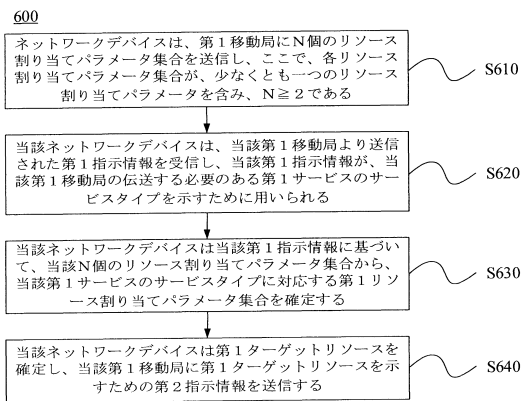 600
ネットワークデバイスは、第１移動局にＮ個のリソース
割り当てパラメータ集合を送信し、ここで、各リソース
割り当てパラメータ集合が、少なくとも一つのリソース
割り当てパラメータを含み、Ｎ≧２である
S610
当該ネットワークデバイスは、当該第１移動局より送信
された第１指示情報を受信し、当該第１指示情報が、当
該第１移動局の伝送する必要のある第１サービスのサー
ビスタイプを示すために用いられる
S620
当該ネットワークデバイスは当該第１指示情報に基づい
て、当該Ｎ個のリソース割り当てパラメータ集合から、
当該第１サービスのサービスタイプに対応する第１リソ
ース割り当てパラメータ集合を確定する
S630
当該ネットワークデバイスは第１ターゲットリソースを
確定し、当該第１移動局に第１ターゲットリソースを示
すための第２指示情報を送信する
S640